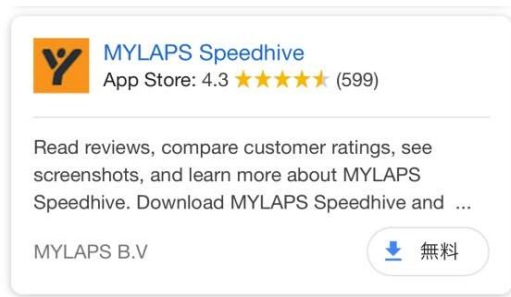 MYLAPS Speedhive
App Store: 4.3 ★★★★★ (599)
Read reviews, compare customer ratings, see
screenshots, and learn more about MYLAPS
Speedhive. Download MYLAPS Speedhive and ...
MYLAPS B.V
無料